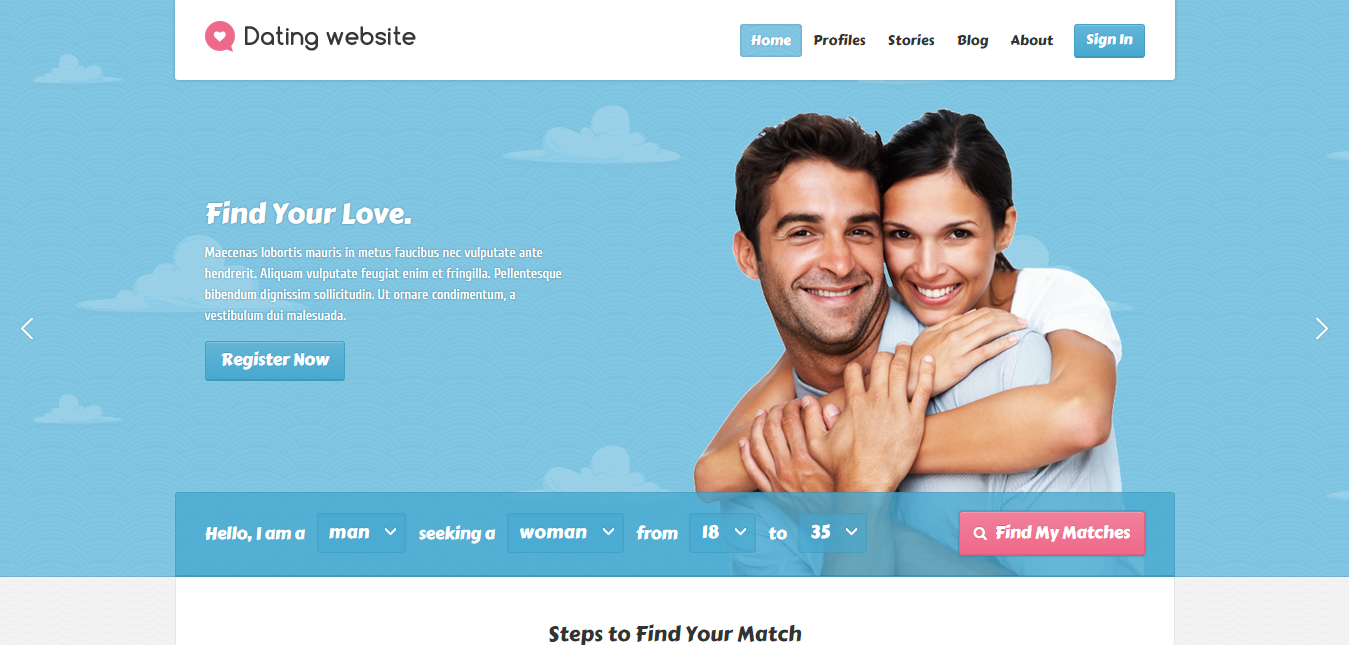 Dating website
Home Profiles Stories Blog About Sign In
Find Your Love.
Maecenas lobortis mauris in metus faucibus nec vulputate ante
hendrerit. Aliquam vulputate feugiat enim et fringilla. Pellentesque
bibendum dignissim sollicitudin. Ut ornare condimentum, a
vestibulum dui malesuada.
Register Now
Hello, I am a man seeking a woman from 18 to 35 Find My Matches
Steps to Find Your Match